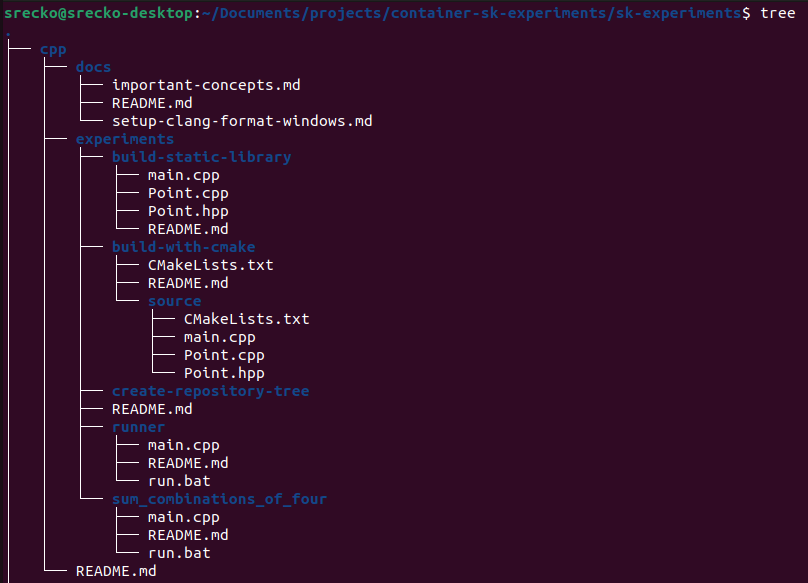 srecko@srecko-desktop:~/Documents/projects/container-sk-experiments/sk-experiments$ tree
.
├── cpp
│   ├── docs
│   │   ├── important-concepts.md
│   │   ├── README.md
│   │   └── setup-clang-format-windows.md
│   ├── experiments
│   │   ├── build-static-library
│   │   │   ├── main.cpp
│   │   │   ├── Point.cpp
│   │   │   ├── Point.hpp
│   │   │   └── README.md
│   │   ├── build-with-cmake
│   │   │   ├── CMakeLists.txt
│   │   │   ├── README.md
│   │   │   └── source
│   │   │       ├── CMakeLists.txt
│   │   │       ├── main.cpp
│   │   │       ├── Point.cpp
│   │   │       └── Point.hpp
│   │   ├── create-repository-tree
│   │   ├── README.md
│   │   ├── runner
│   │   │   ├── main.cpp
│   │   │   ├── README.md
│   │   │   └── run.bat
│   │   └── sum_combinations_of_four
│   │       ├── main.cpp
│   │       ├── README.md
│   │       └── run.bat
│   └── README.md